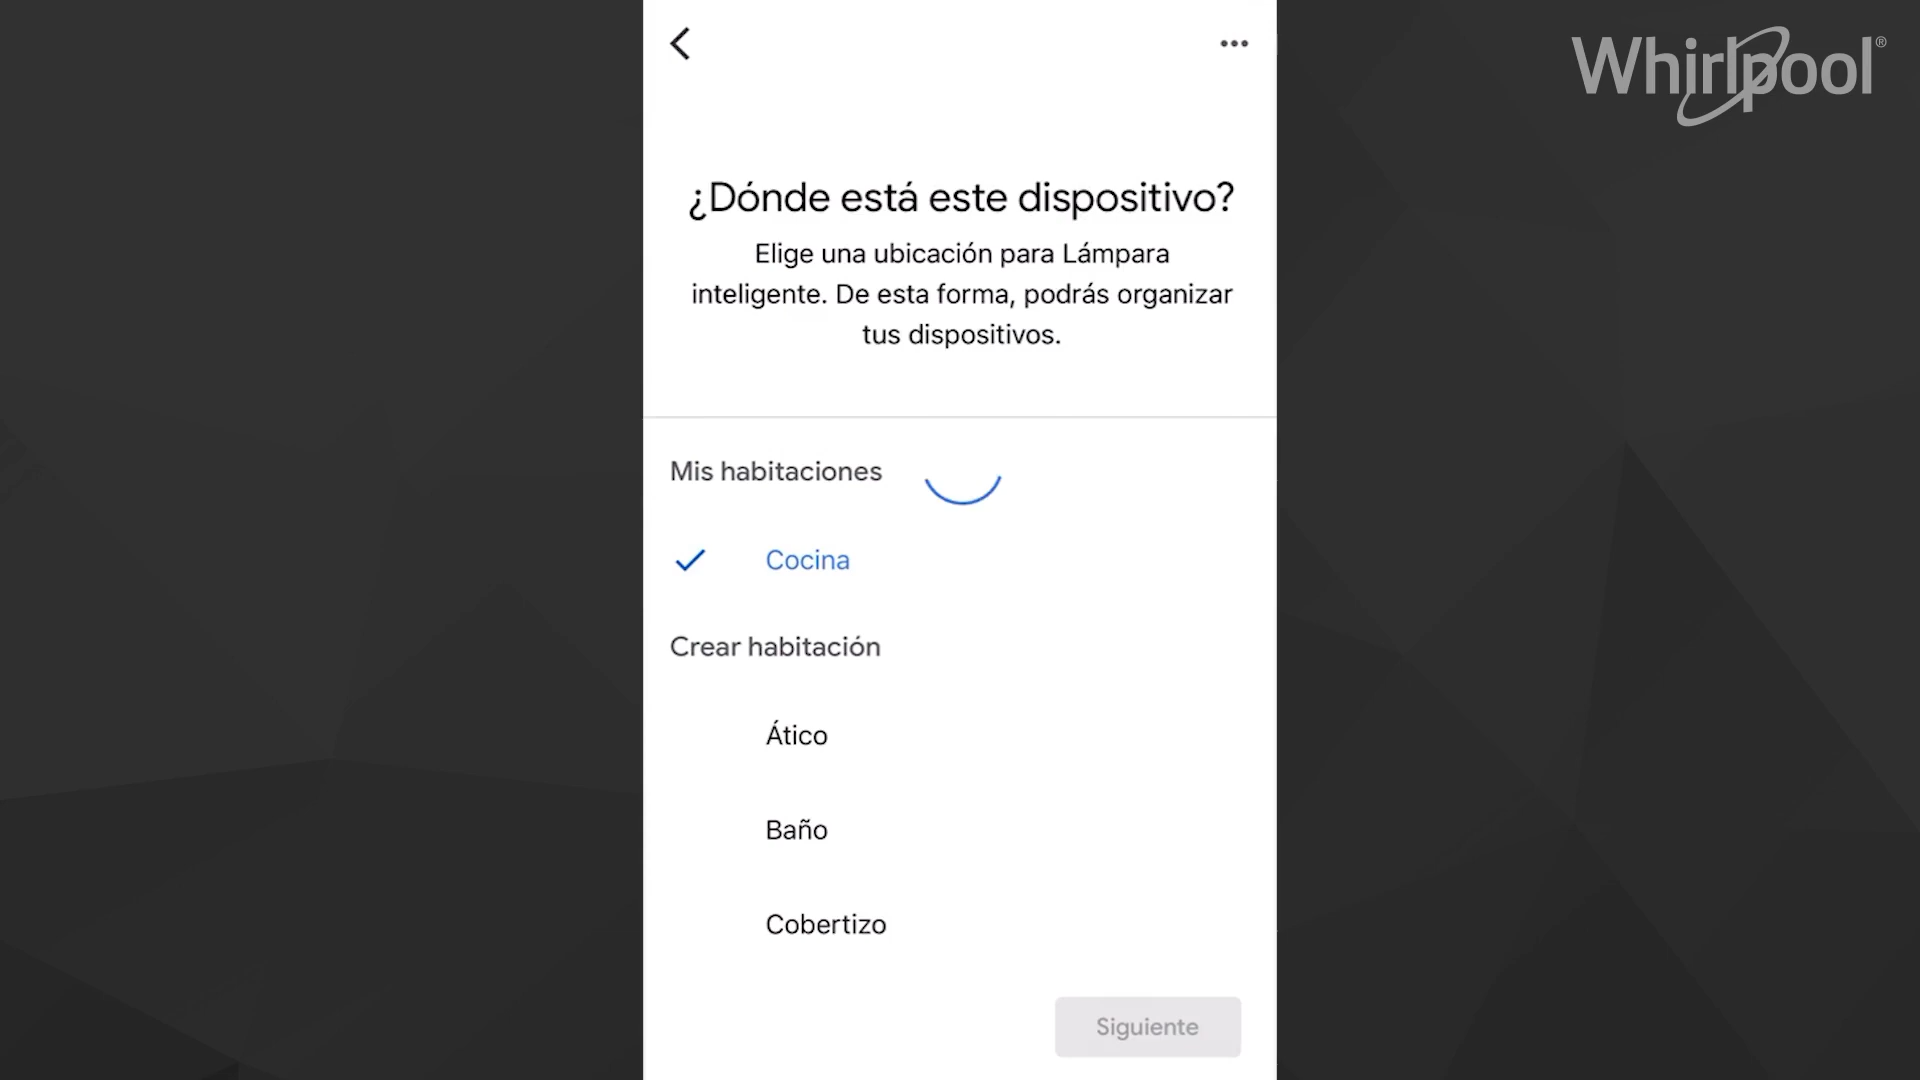 Whirlpool®
¿Dónde está este dispositivo?
Elige una ubicación para Lámpara
inteligente. De esta forma, podrás organizar
tus dispositivos.
Mis habitaciones
Cocina
Crear habitación
Ático
Baño
Cobertizo
Siguiente